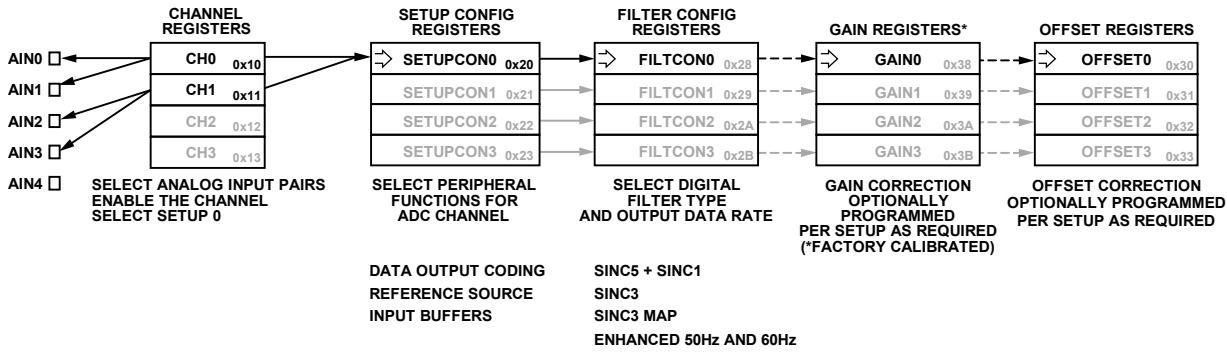 CHANNEL
REGISTERS
SETUP CONFIG
REGISTERS
FILTER CONFIG
REGISTERS
GAIN REGISTERS*
OFFSET REGISTERS
AIN0
CH0 0x10
SETUPCON0 0x20
FILTCON0 0x28
GAIN0 0x38
OFFSET0 0x30
AIN1
CH1 0x11
SETUPCON1 0x21
FILTCON1 0x29
GAIN1 0x39
OFFSET1 0x31
AIN2
CH2 0x12
SETUPCON2 0x22
FILTCON2 0x2A
GAIN2 0x3A
OFFSET2 0x32
AIN3
CH3 0x13
SETUPCON3 0x23
FILTCON3 0x2B
GAIN3 0x3B
OFFSET3 0x33
AIN4
SELECT ANALOG INPUT PAIRS
ENABLE THE CHANNEL
SELECT SETUP 0
SELECT PERIPHERAL
FUNCTIONS FOR
ADC CHANNEL
SELECT DIGITAL
FILTER TYPE
AND OUTPUT DATA RATE
GAIN CORRECTION
OPTIONALLY
PROGRAMMED
PER SETUP AS REQUIRED
(*FACTORY CALIBRATED)
OFFSET CORRECTION
OPTIONALLY PROGRAMMED
PER SETUP AS REQUIRED
DATA OUTPUT CODING
REFERENCE SOURCE
INPUT BUFFERS
SINC5 + SINC1
SINC3
SINC3 MAP
ENHANCED 50Hz AND 60Hz